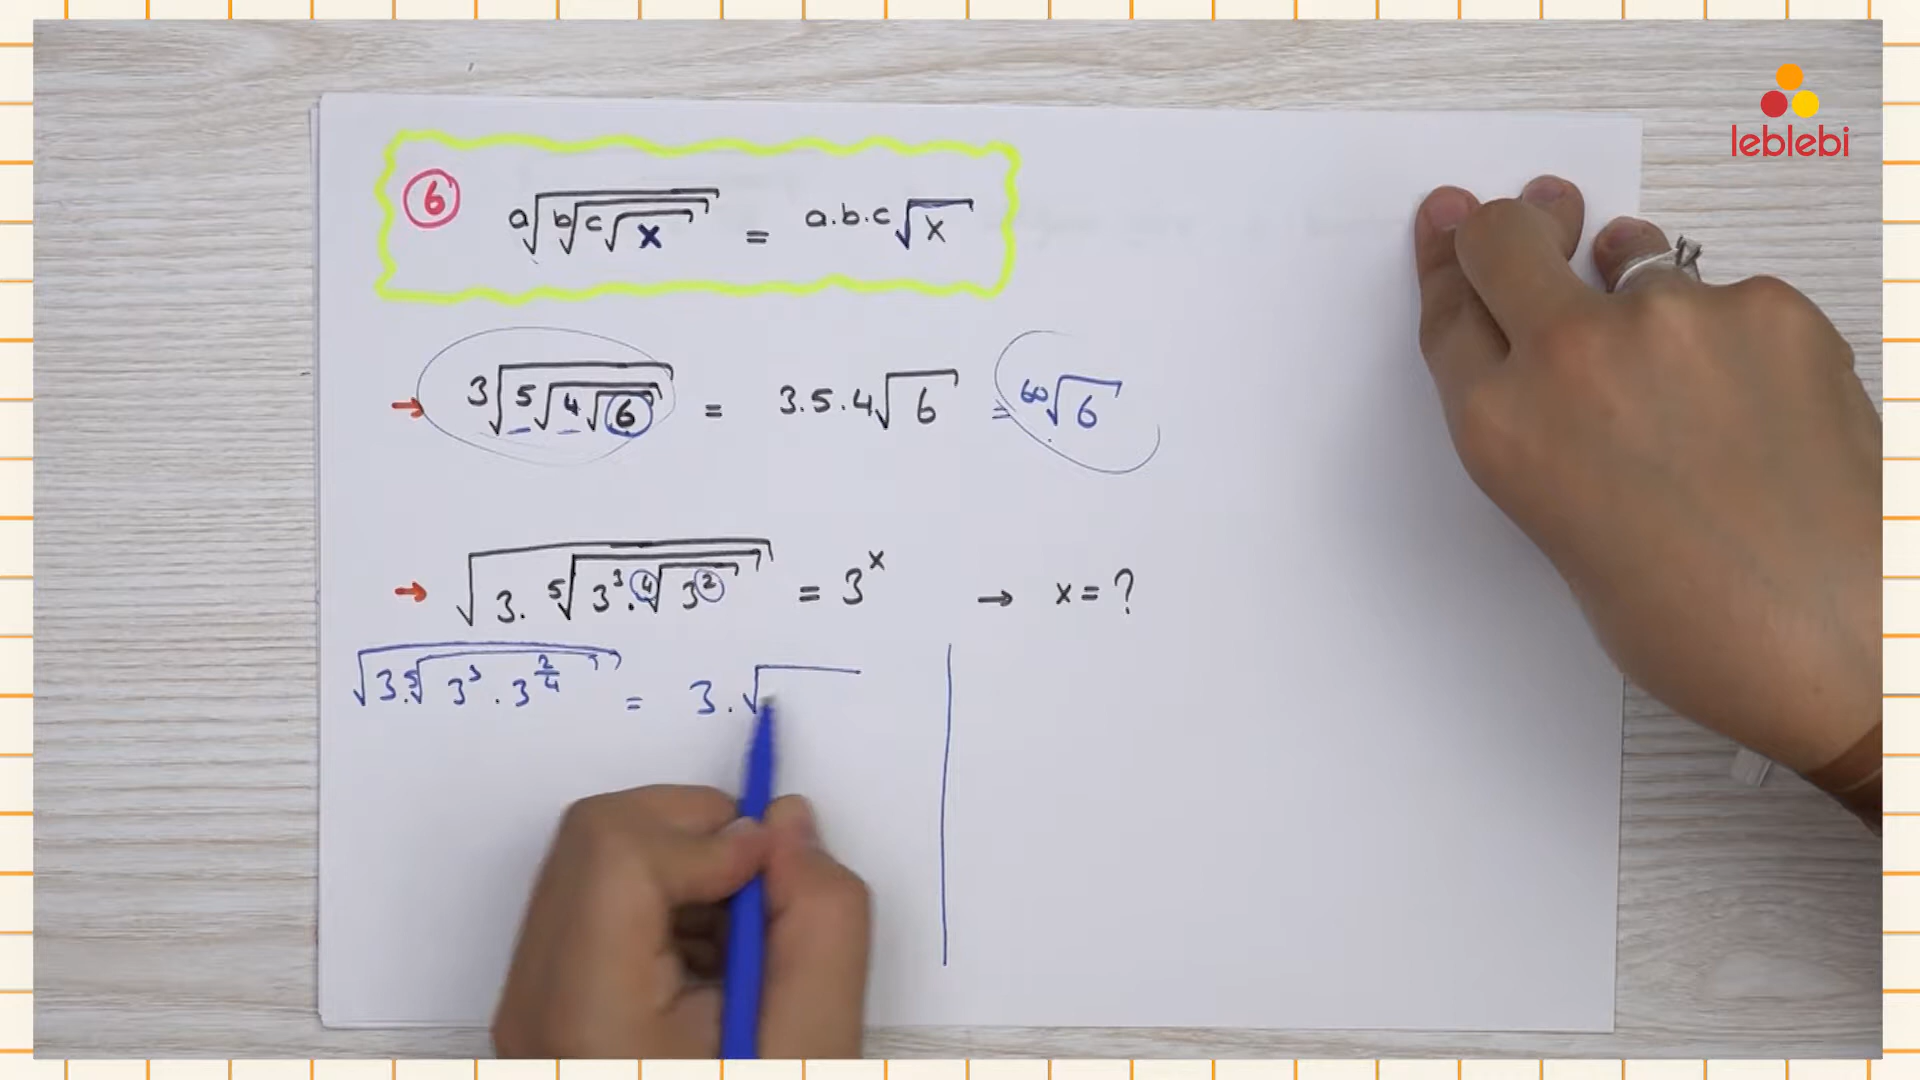 leblebi
6 a√b√c√x = a.b.c√x
→ 3√5√4√6 = 3.5.4√6 = 60√6
→ √3. 5√3³. 4√3² = 3ˣ → x = ?
√3. 5√3³ . 3^2/4 = 3 . √